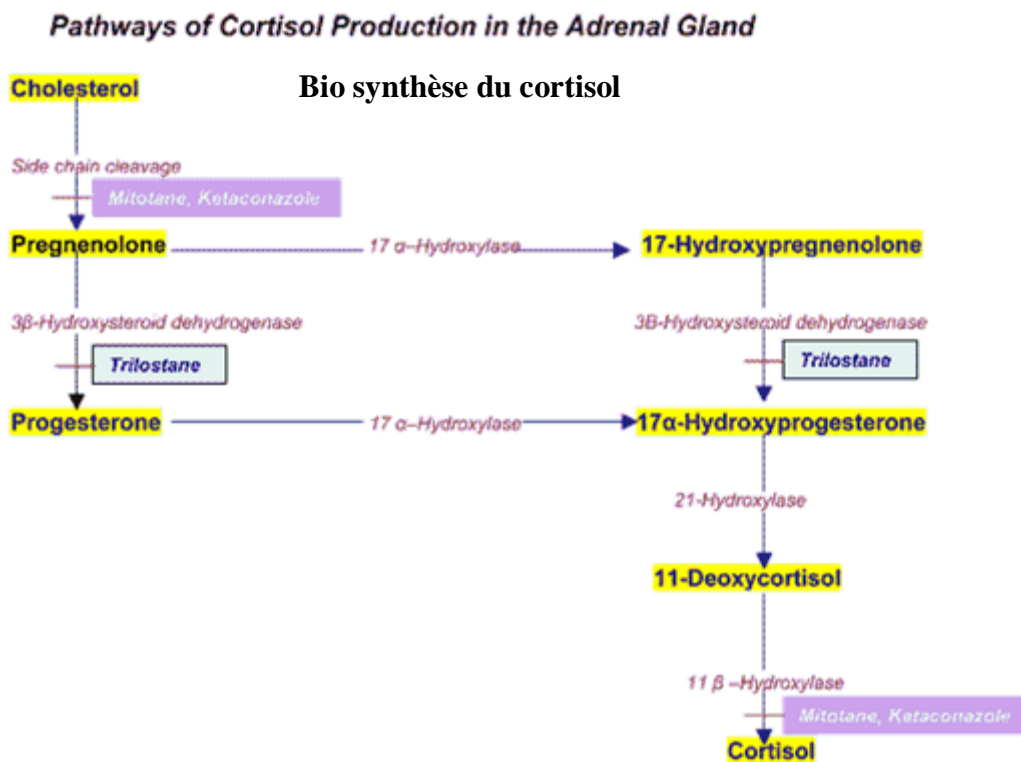 Pathways of Cortisol Production in the Adrenal Gland
Bio synthèse du cortisol
Cholesterol
Side chain cleavage
Mitotane, Ketaconazole
Pregnenolone
17 α–Hydroxylase
17-Hydroxypregnenolone
3β-Hydroxysteroid dehydrogenase
3B-Hydroxysteroid dehydrogenase
Trilostane
Trilostane
Progesterone
17 α–Hydroxylase
17α-Hydroxyprogesterone
21-Hydroxylase
11-Deoxycortisol
11 β –Hydroxylase
Mitotane, Ketaconazole
Cortisol